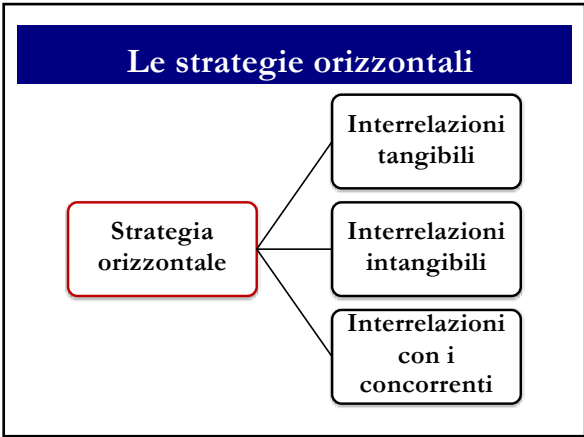 Le strategie orizzontali
Interrelazioni
tangibili
Strategia
orizzontale
Interrelazioni
intangibili
Interrelazioni
con i
concorrenti